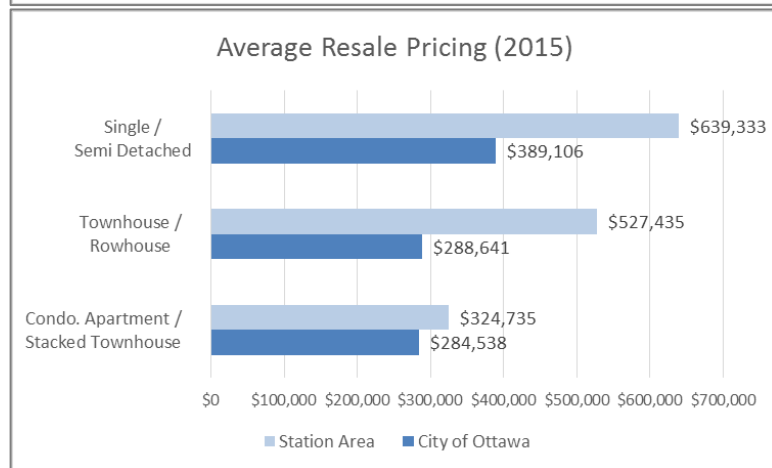 Average Resale Pricing (2015)
Single /
Semi Detached
$639,333
$389,106
Townhouse /
Rowhouse
$527,435
$288,641
Condo. Apartment /
Stacked Townhouse
$324,735
$284,538
$0 $100,000 $200,000 $300,000 $400,000 $500,000 $600,000 $700,000
Station Area City of Ottawa